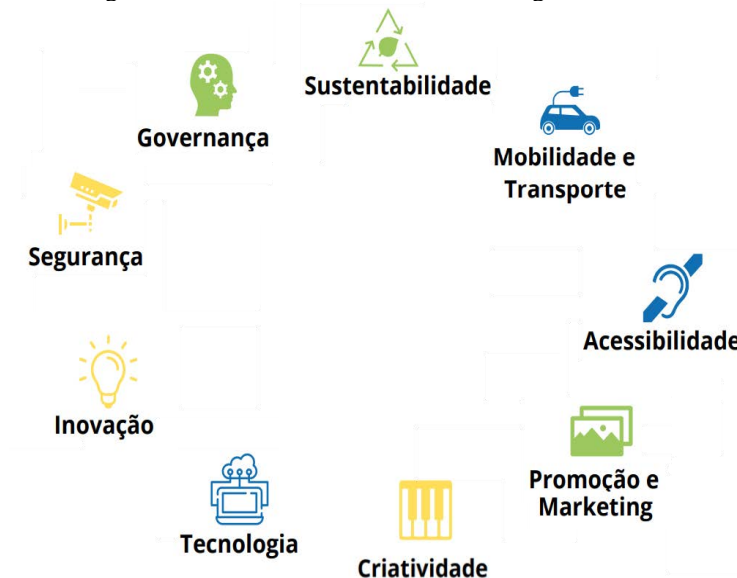 Sustentabilidade
Governança
Mobilidade e
Transporte
Segurança
Acessibilidade
Inovação
Promoção e
Marketing
Tecnologia
Criatividade